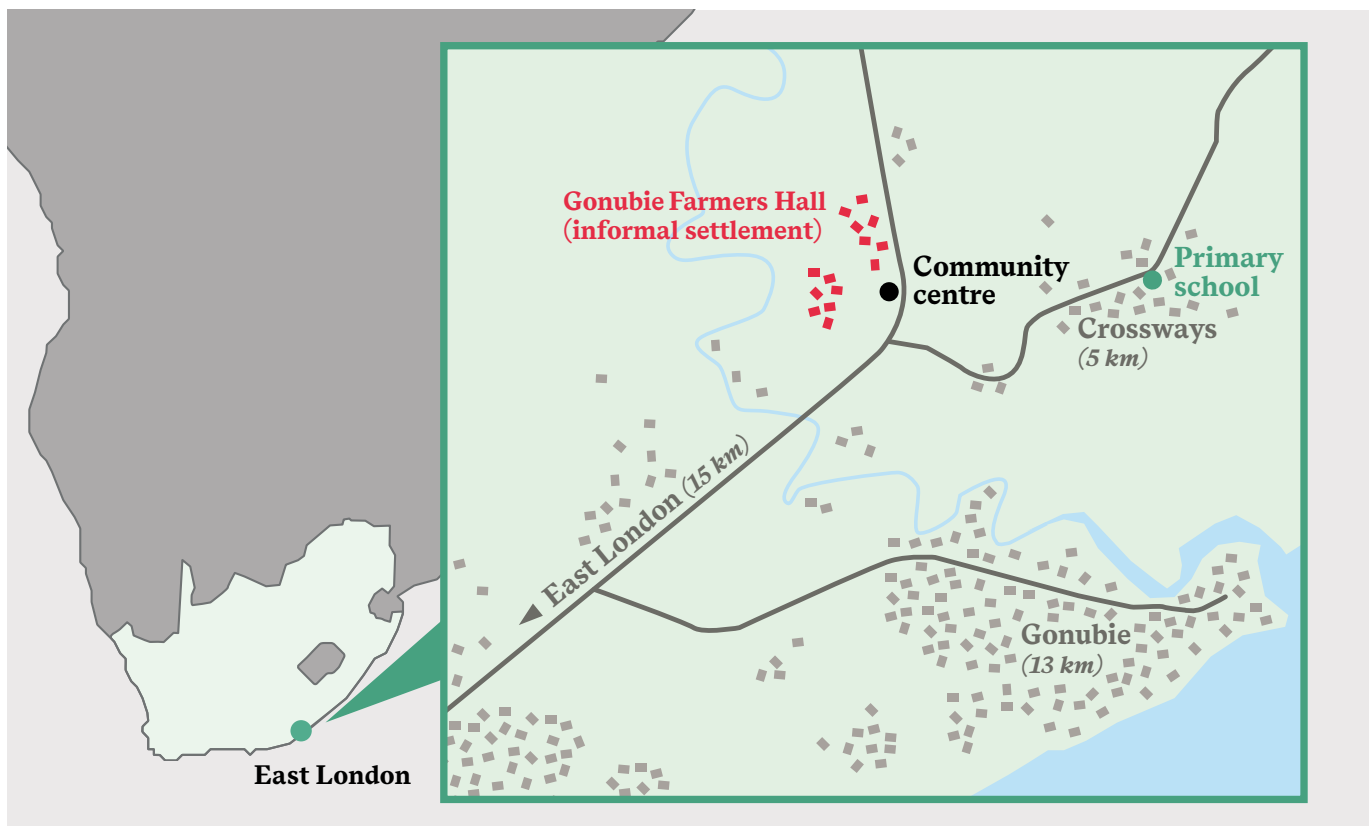 Gonubie Farmers Hall
(informal settlement)
Community
centre
Primary
school
Crossways
(5 km)
East London (15 km)
Gonubie
(13 km)
East London